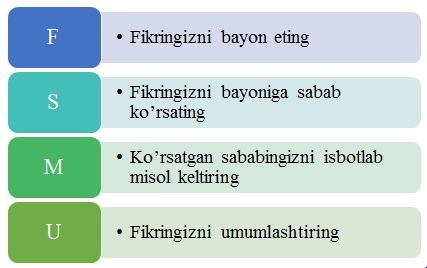 F
• Fikringizni bayon eting
S
• Fikringizni bayoniga sabab
ko’rsating
M
• Ko’rsatgan sababingizni isbotlab
misol keltiring
U
• Fikringizni umumlashtiring
.